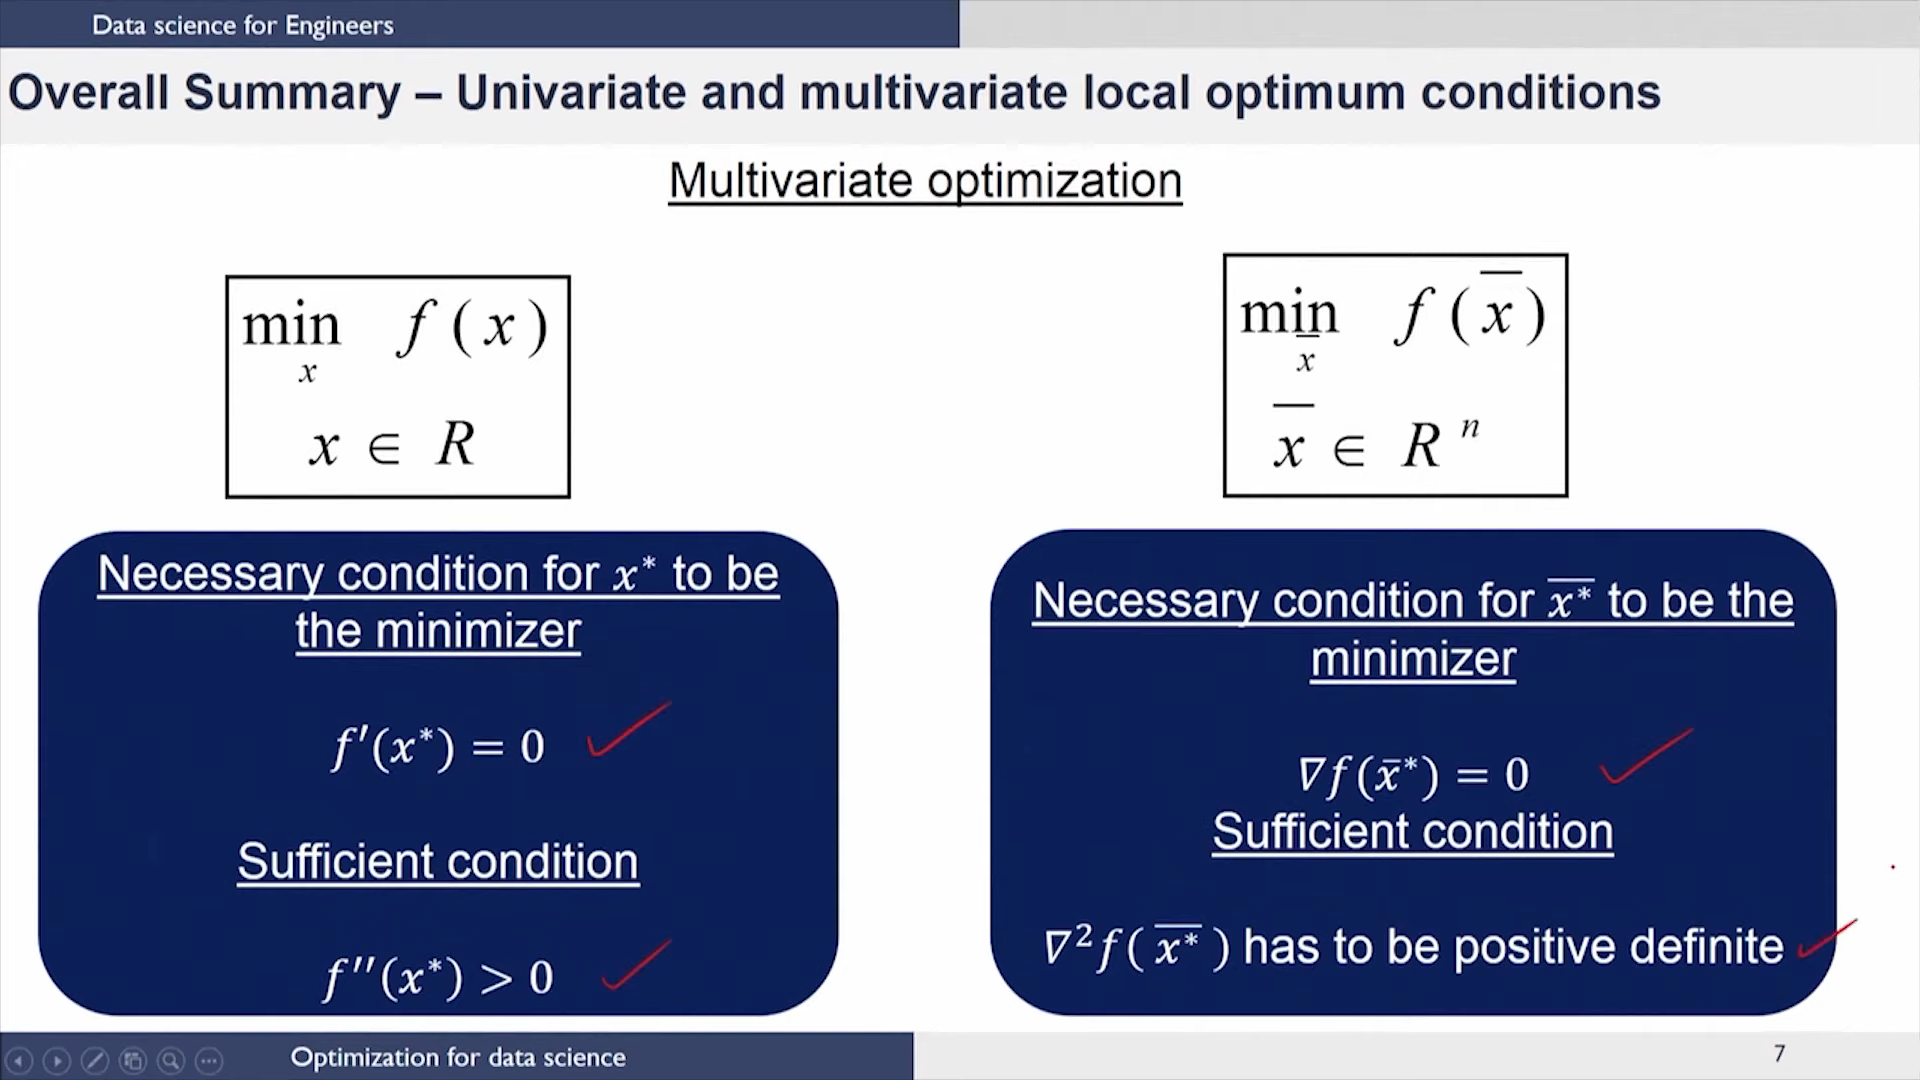 Data science for Engineers
Overall Summary – Univariate and multivariate local optimum conditions
Multivariate optimization
min f ( x )
x
x ∈ R
min f ( x̅ )
x̅
x̅ ∈ R ⁿ
Necessary condition for x* to be
the minimizer
f′(x*) = 0
Sufficient condition
f′′(x*) > 0
Necessary condition for x̅*̅ to be the
minimizer
∇f(x̅*) = 0
Sufficient condition
∇²f( x̅*̅ ) has to be positive definite
Optimization for data science
7